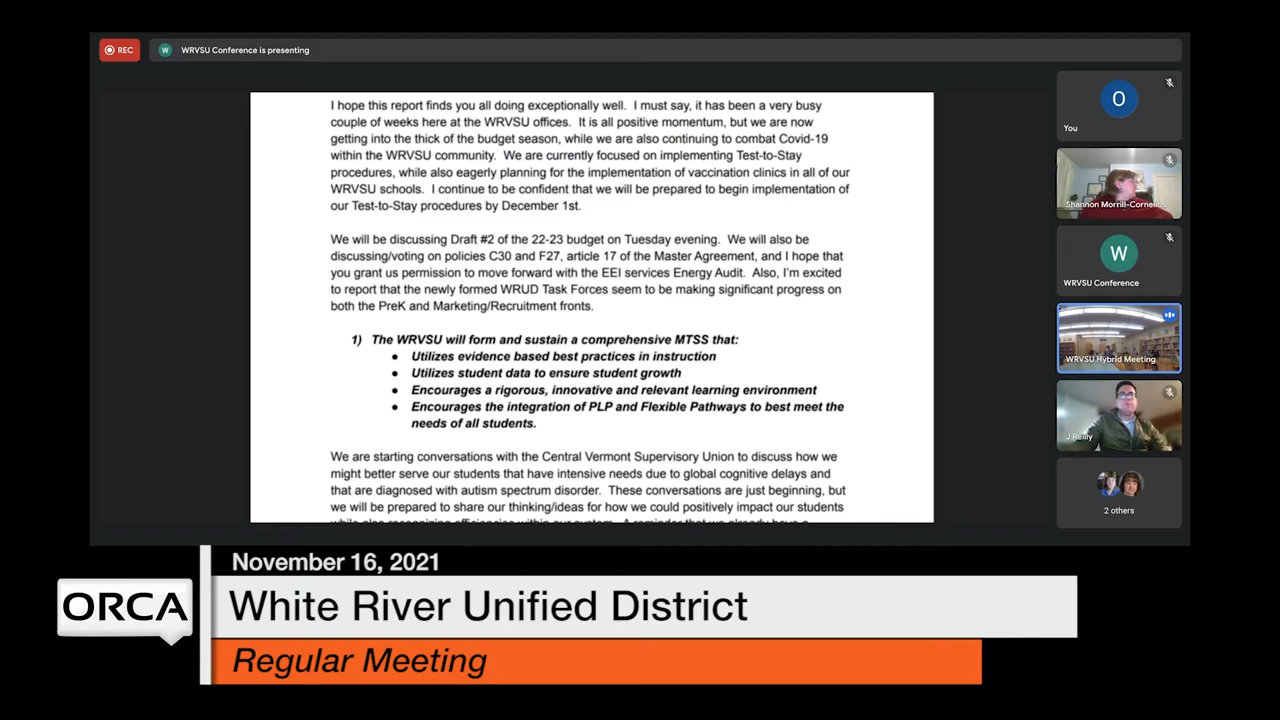 REC
W WRVSU Conference is presenting
I hope this report finds you all doing exceptionally well.  I must say, it has been a very busy
couple of weeks here at the WRVSU offices.  It is all positive momentum, but we are now
getting into the thick of the budget season, while we are also continuing to combat Covid-19
within the WRVSU community.  We are currently focused on implementing Test-to-Stay
procedures, while also eagerly planning for the implementation of vaccination clinics in all of our
WRVSU schools.  I continue to be confident that we will be prepared to begin implementation of
our Test-to-Stay procedures by December 1st.
We will be discussing Draft #2 of the 22-23 budget on Tuesday evening.  We will also be
discussing/voting on policies C30 and F27, article 17 of the Master Agreement, and I hope that
you grant us permission to move forward with the EEI services Energy Audit.  Also, I'm excited
to report that the newly formed WRUD Task Forces seem to be making significant progress on
both the PreK and Marketing/Recruitment fronts.
1) The WRVSU will form and sustain a comprehensive MTSS that:
● Utilizes evidence based best practices in instruction
● Utilizes student data to ensure student growth
● Encourages a rigorous, innovative and relevant learning environment
● Encourages the integration of PLP and Flexible Pathways to best meet the
needs of all students.
We are starting conversations with the Central Vermont Supervisory Union to discuss how we
might better serve our students that have intensive needs due to global cognitive delays and
that are diagnosed with autism spectrum disorder.  These conversations are just beginning, but
we will be prepared to share our thinking/ideas for how we could positively impact our students
while also recognizing efficiencies within our system.  A reminder that we already have a
O
You
Shannon Morrill-Cornelius
W
WRVSU Conference
WRVSU Hybrid Meeting
J Reilly
2 others
November 16, 2021
ORCA
White River Unified District
Regular Meeting